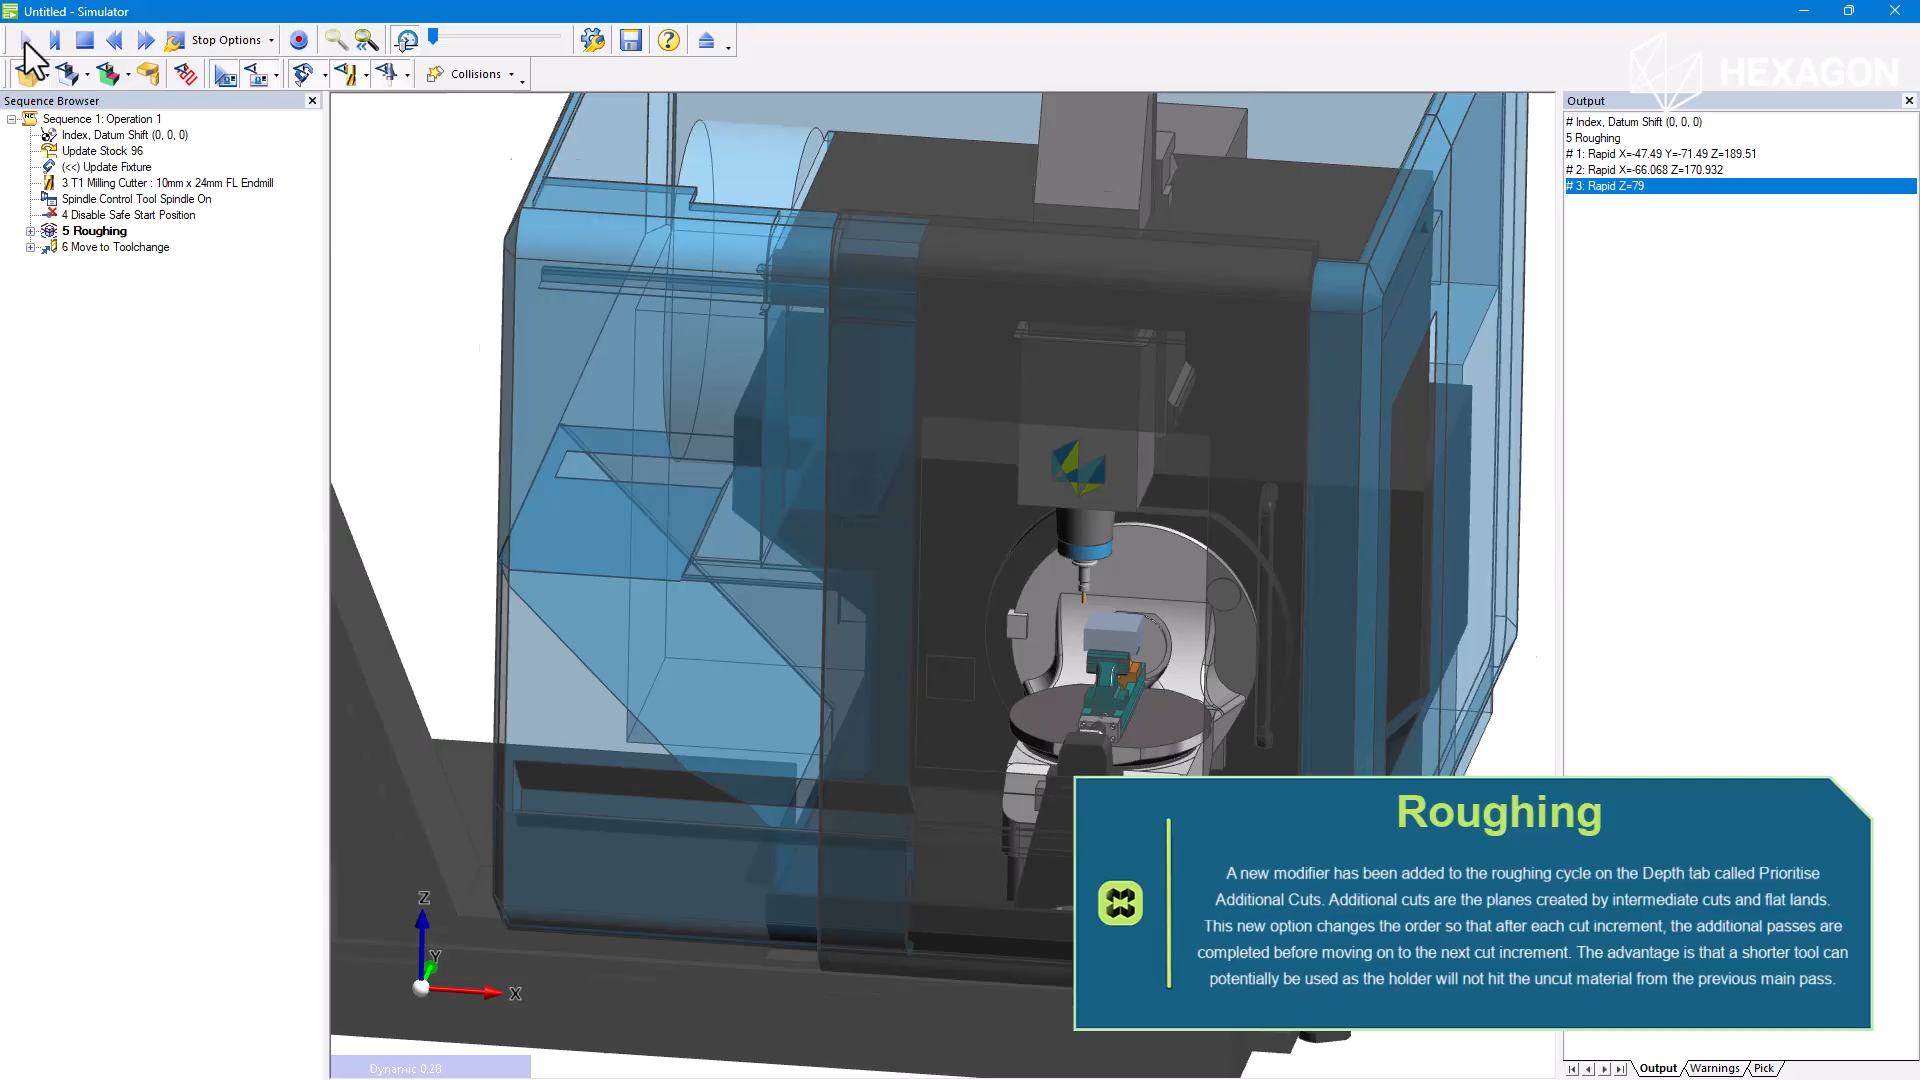 Untitled - Simulator
Stop Options
Collisions
HEXAGON
Sequence Browser
Sequence 1: Operation 1
Index, Datum Shift (0, 0, 0)
Update Stock 96
(<<) Update Fixture
3 T1 Milling Cutter : 10mm x 24mm FL Endmill
Spindle Control Tool Spindle On
4 Disable Safe Start Position
5 Roughing
6 Move to Toolchange
Output
# Index, Datum Shift (0, 0, 0)
5 Roughing
# 1: Rapid X=-47.49 Y=-71.49 Z=189.51
# 2: Rapid X=-66.068 Z=170.932
# 3: Rapid Z=79
Z
Y
X
Dynamic 0.28
Roughing
A new modifier has been added to the roughing cycle on the Depth tab called Prioritise
Additional Cuts. Additional cuts are the planes created by intermediate cuts and flat lands.
This new option changes the order so that after each cut increment, the additional passes are
completed before moving on to the next cut increment. The advantage is that a shorter tool can
potentially be used as the holder will not hit the uncut material from the previous main pass.
Output Warnings Pick